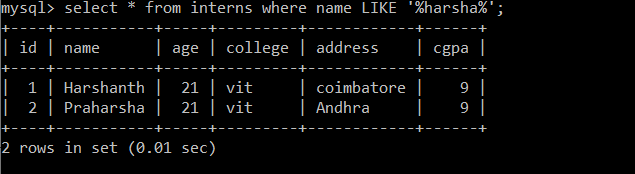 mysql> select * from interns where name LIKE '%harsha%';
+----+-----------+-----+---------+------------+------+
| id | name      | age | college | address    | cgpa |
+----+-----------+-----+---------+------------+------+
|  1 | Harshanth |  21 | vit     | coimbatore |    9 |
|  2 | Praharsha |  21 | vit     | Andhra     |    9 |
+----+-----------+-----+---------+------------+------+
2 rows in set (0.01 sec)